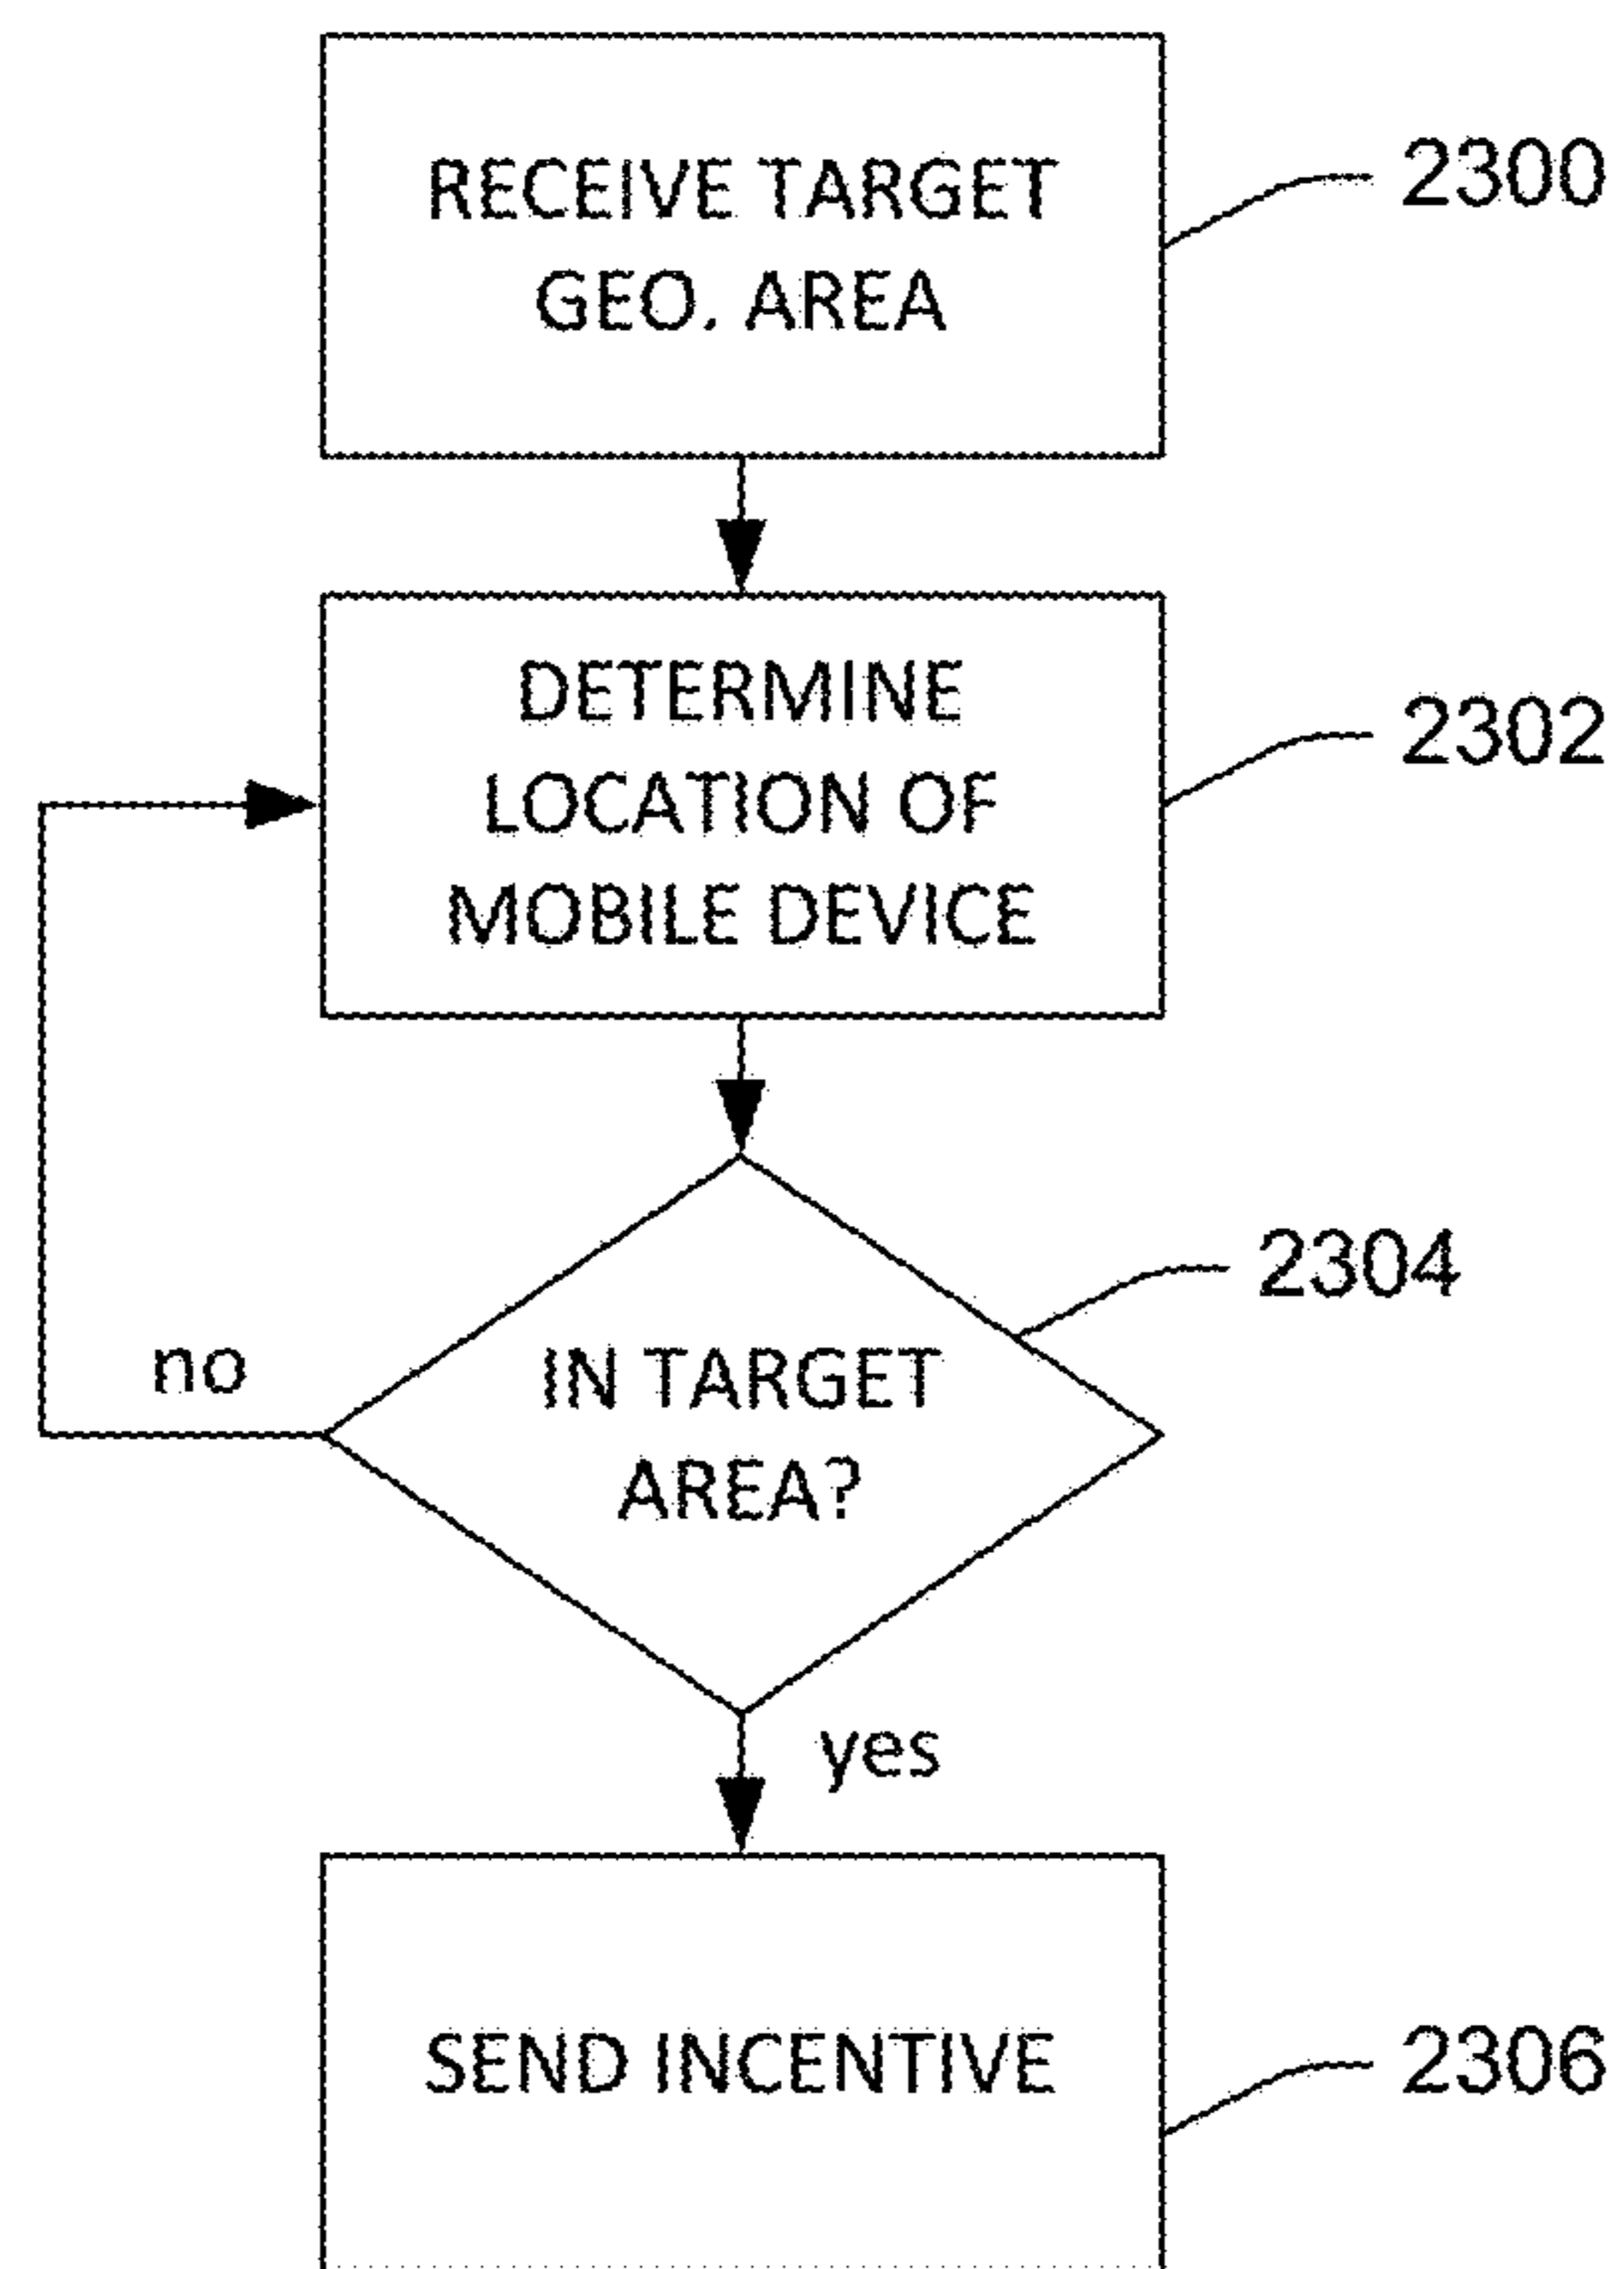 RECEIVE TARGET
GEO. AREA
2300
DETERMINE
LOCATION OF
MOBILE DEVICE
2302
IN TARGET
AREA?
2304
no
yes
SEND INCENTIVE
2306